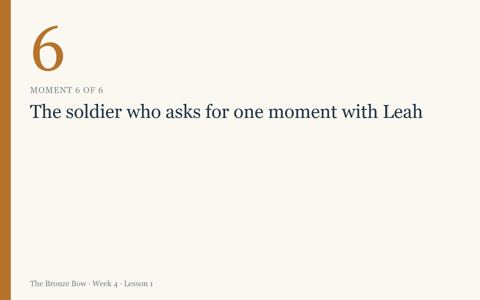 6
MOMENT 6 OF 6
The soldier who asks for one moment with Leah
The Bronze Bow · Week 4 · Lesson 1